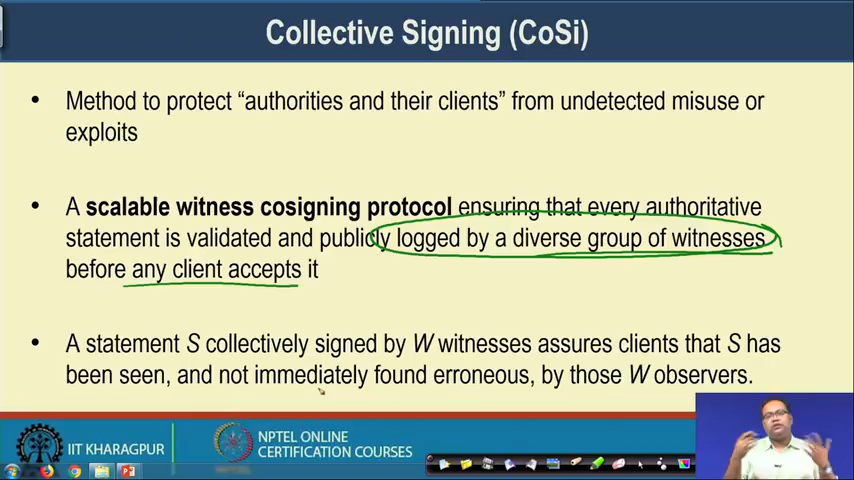 Collective Signing (CoSi)
• Method to protect “authorities and their clients” from undetected misuse or
exploits
• A scalable witness cosigning protocol ensuring that every authoritative
statement is validated and publicly logged by a diverse group of witnesses
before any client accepts it
• A statement S collectively signed by W witnesses assures clients that S has
been seen, and not immediately found erroneous, by those W observers.
IIT KHARAGPUR
NPTEL ONLINE
CERTIFICATION COURSES